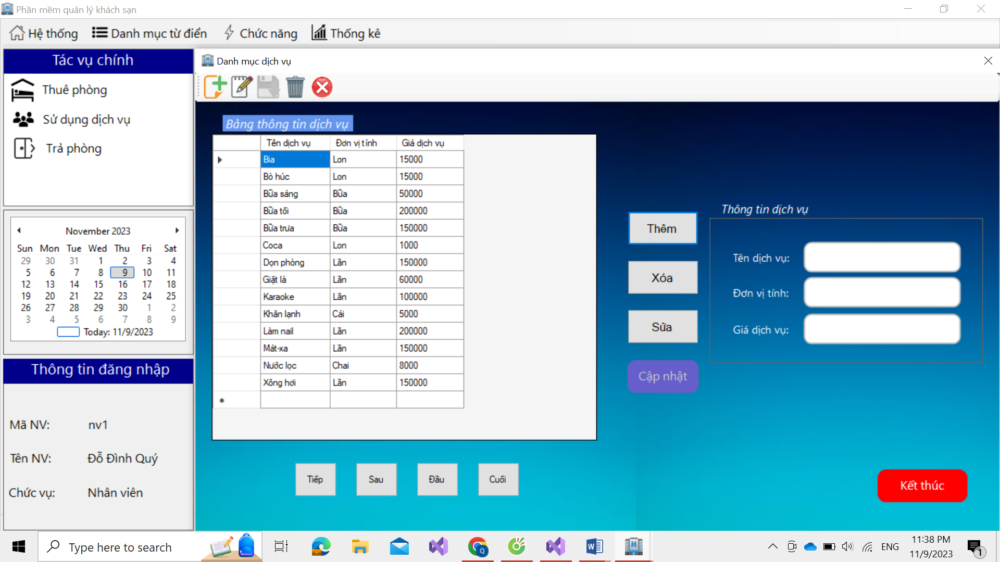 Phần mềm quản lý khách sạn
Hệ thống Danh mục từ điển Chức năng Thống kê
Tác vụ chính
Thuê phòng
Sử dụng dịch vụ
Trả phòng
November 2023
Sun Mon Tue Wed Thu Fri Sat
29 30 31 1 2 3 4
5 6 7 8 9 10 11
12 13 14 15 16 17 18
19 20 21 22 23 24 25
26 27 28 29 30 1 2
3 4 5 6 7 8 9
Today: 11/9/2023
Thông tin đăng nhập
Mã NV: nv1
Tên NV: Đỗ Đình Quý
Chức vụ: Nhân viên
Danh mục dịch vụ
Bảng thông tin dịch vụ
Tên dịch vụ Đơn vị tính Giá dịch vụ
Bia Lon 15000
Bò húc Lon 15000
Bữa sáng Bữa 50000
Bữa tối Bữa 200000
Bữa trưa Bữa 150000
Coca Lon 1000
Dọn phòng Lần 150000
Giặt là Lần 60000
Karaoke Lần 100000
Khăn lạnh Cái 5000
Làm nail Lần 200000
Mát-xa Lần 150000
Nước lọc Chai 8000
Xông hơi Lần 150000
Tiếp Sau Đầu Cuối
Thêm
Xóa
Sửa
Cập nhật
Thông tin dịch vụ
Tên dịch vụ:
Đơn vị tính:
Giá dịch vụ:
Kết thúc
Type here to search
ENG
11:38 PM
11/9/2023
1